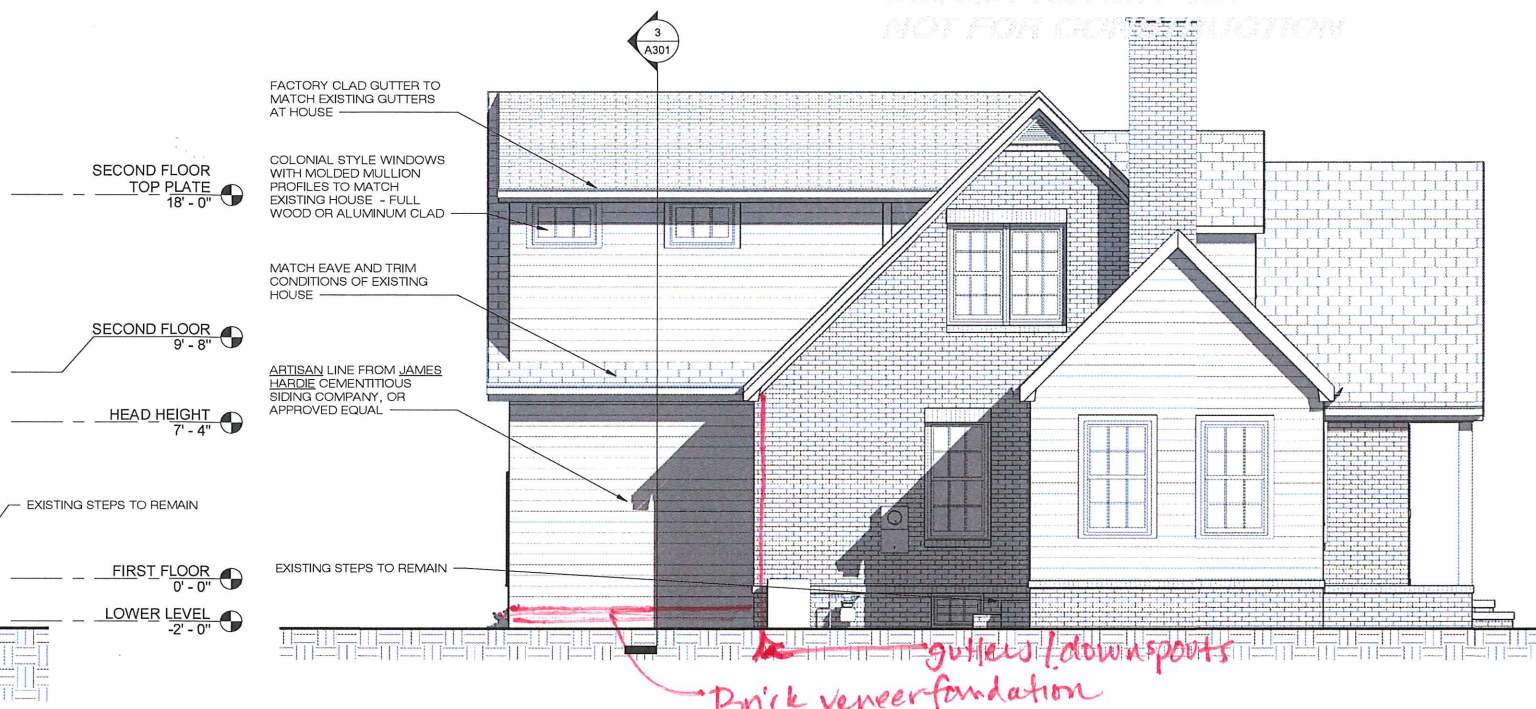 NOT FOR CONSTRUCTION
3
A301
FACTORY CLAD GUTTER TO
MATCH EXISTING GUTTERS
AT HOUSE
COLONIAL STYLE WINDOWS
WITH MOLDED MULLION
PROFILES TO MATCH
EXISTING HOUSE - FULL
WOOD OR ALUMINUM CLAD
MATCH EAVE AND TRIM
CONDITIONS OF EXISTING
HOUSE
ARTISAN LINE FROM JAMES
HARDIE CEMENTITIOUS
SIDING COMPANY, OR
APPROVED EQUAL
EXISTING STEPS TO REMAIN
SECOND FLOOR
TOP PLATE
18' - 0"
SECOND FLOOR
9' - 8"
HEAD HEIGHT
7' - 4"
EXISTING STEPS TO REMAIN
FIRST FLOOR
0' - 0"
LOWER LEVEL
-2' - 0"
gutters / downspouts
Brick veneer foundation